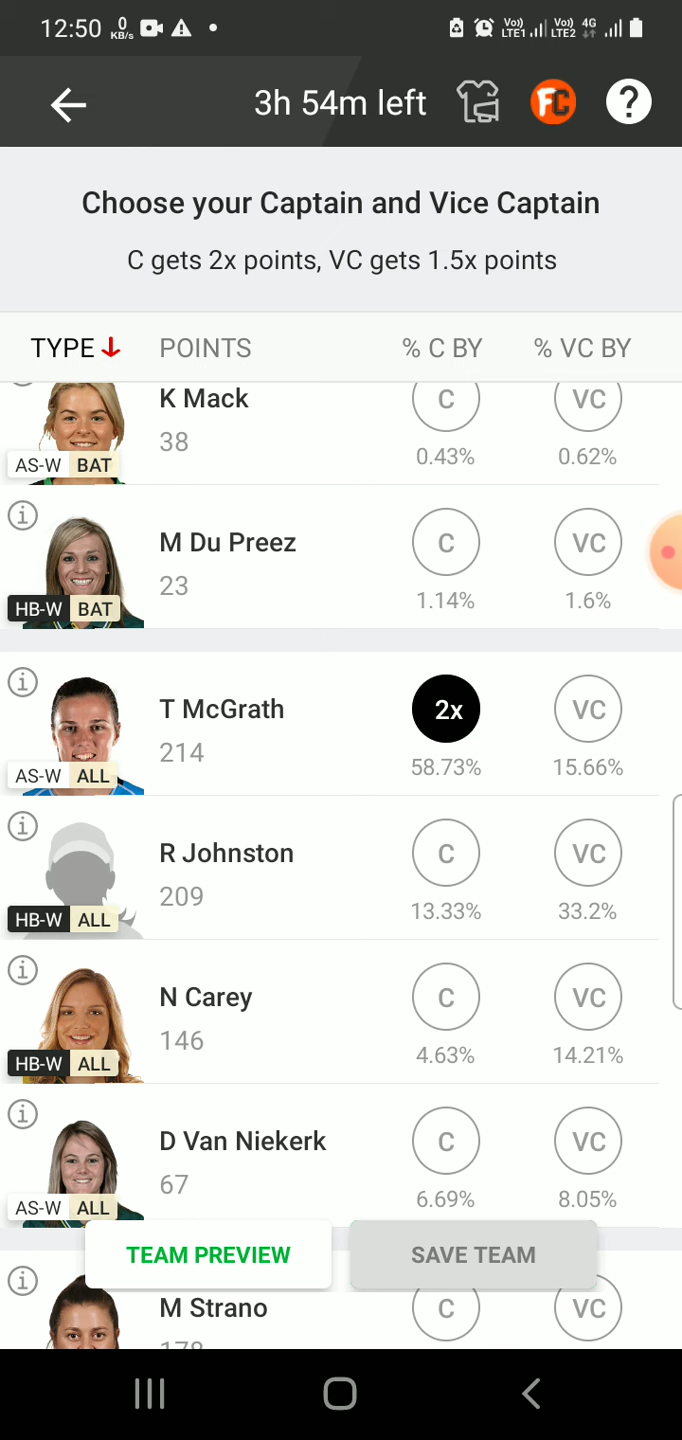 12:50 0 KB/s Vo) LTE1 Vo) LTE2 4G
3h 54m left FC ?
Choose your Captain and Vice Captain
C gets 2x points, VC gets 1.5x points
TYPE POINTS % C BY % VC BY
K Mack C VC
38
AS-W BAT 0.43% 0.62%
i
M Du Preez C VC
23
HB-W BAT 1.14% 1.6%
i
T McGrath 2x VC
214
AS-W ALL 58.73% 15.66%
i
R Johnston C VC
209
HB-W ALL 13.33% 33.2%
i
N Carey C VC
146
HB-W ALL 4.63% 14.21%
i
D Van Niekerk C VC
67
AS-W ALL 6.69% 8.05%
TEAM PREVIEW SAVE TEAM
i
M Strano C VC